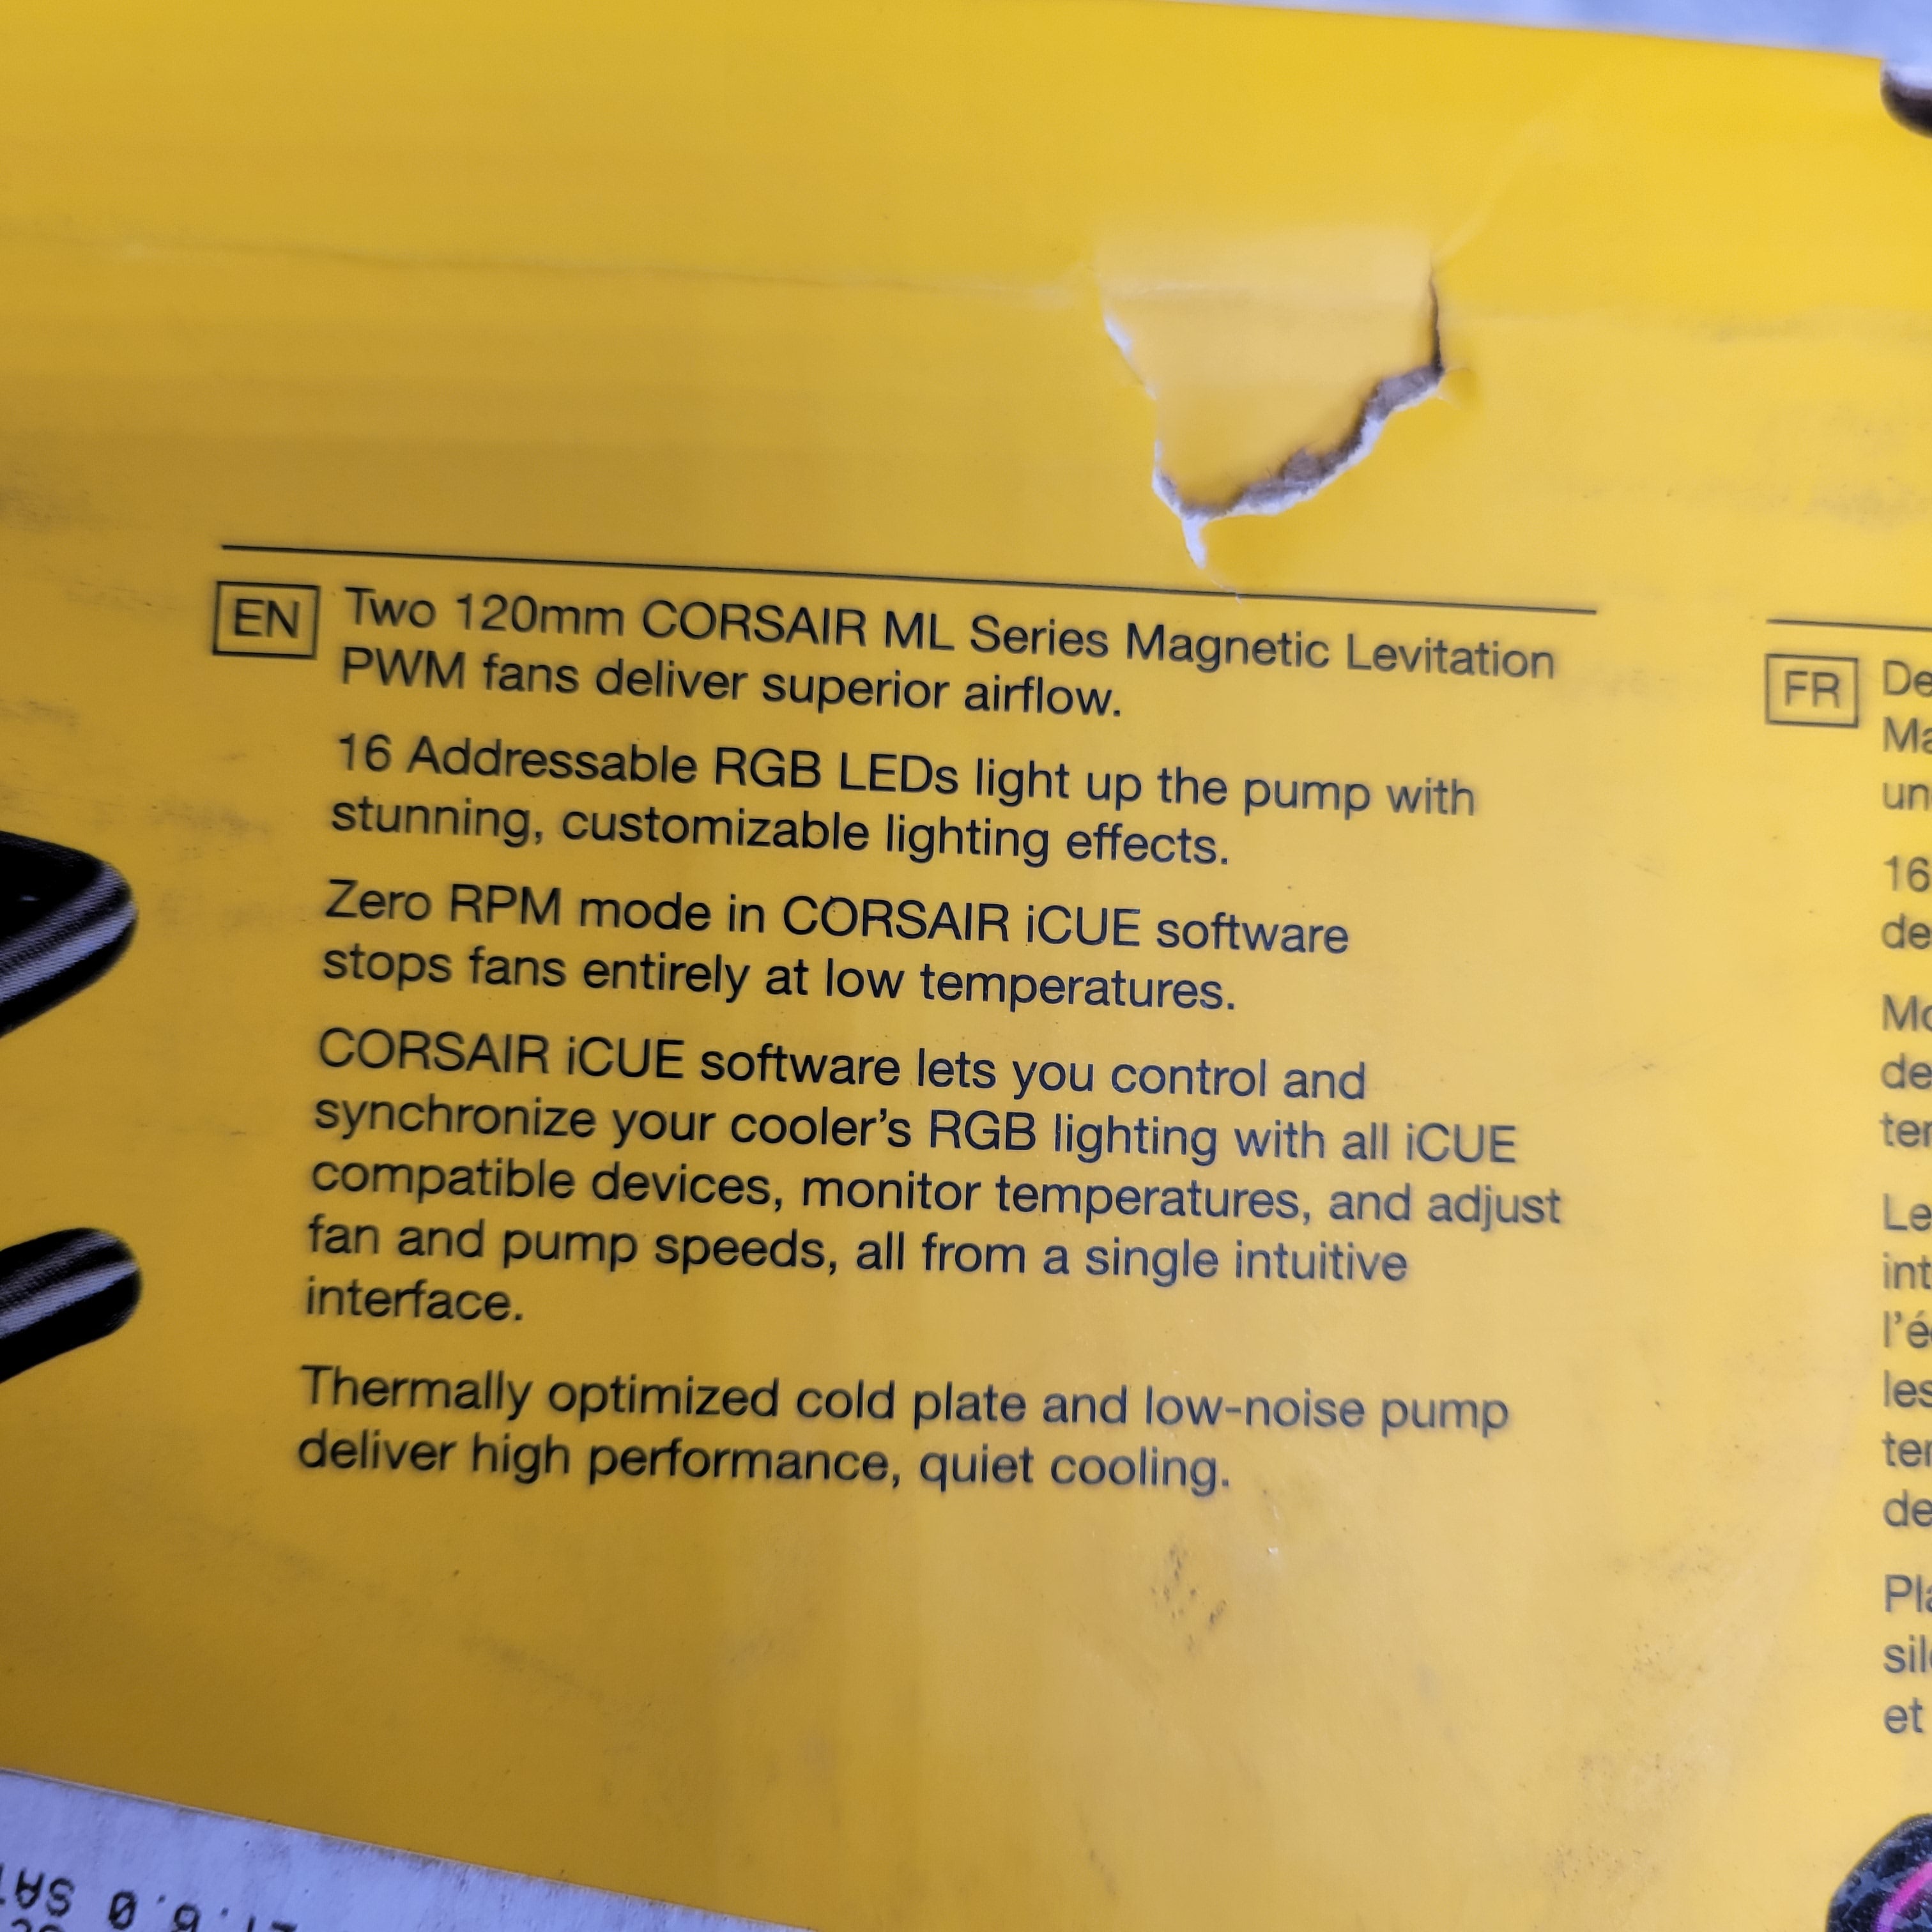 EN
Two 120mm CORSAIR ML Series Magnetic Levitation
PWM fans deliver superior airflow.
16 Addressable RGB LEDs light up the pump with
stunning, customizable lighting effects.
Zero RPM mode in CORSAIR iCUE software
stops fans entirely at low temperatures.
CORSAIR iCUE software lets you control and
synchronize your cooler's RGB lighting with all iCUE
compatible devices, monitor temperatures, and adjust
fan and pump speeds, all from a single intuitive
interface.
Thermally optimized cold plate and low-noise pump
deliver high performance, quiet cooling.
FR
16
et